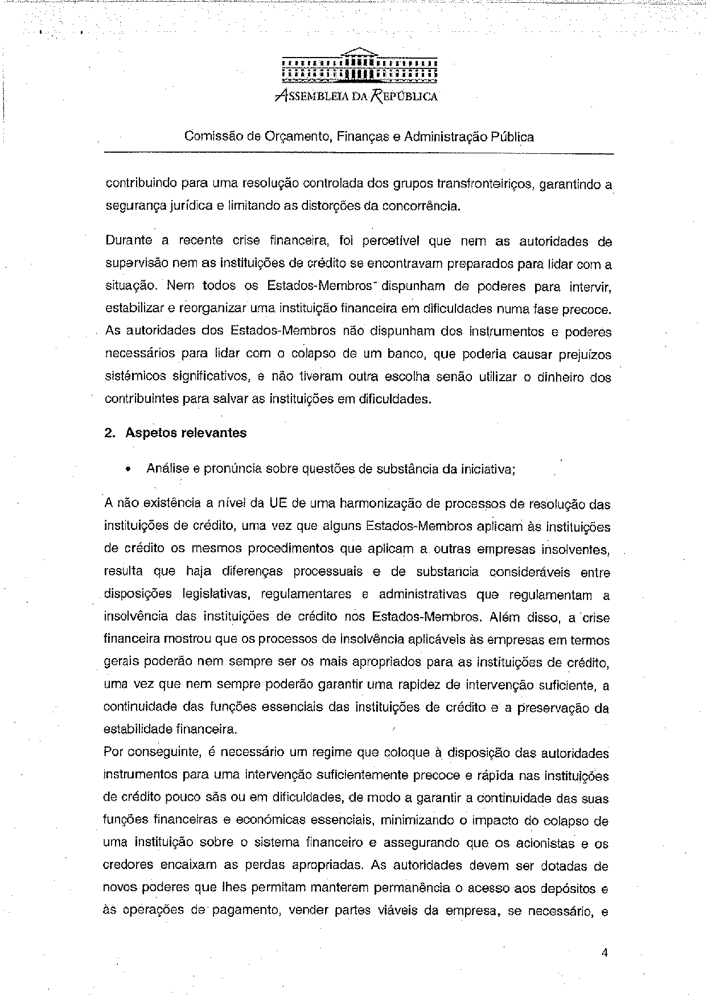 ASSEMBLEIA DA REPÚBLICA
Comissão de Orçamento, Finanças e Administração Pública
contribuindo para uma resolução controlada dos grupos transfronteiriços, garantindo a
segurança jurídica e limitando as distorções da concorrência.
Durante a recente crise financeira, foi percetível que nem as autoridades de
supervisão nem as instituições de crédito se encontravam preparados para lidar com a
situação. Nem todos os Estados-Membros dispunham de poderes para intervir,
estabilizar e reorganizar uma instituição financeira em dificuldades numa fase precoce.
As autoridades dos Estados-Membros não dispunham dos instrumentos e poderes
necessários para lidar com o colapso de um banco, que poderia causar prejuízos
sistémicos significativos, e não tiveram outra escolha senão utilizar o dinheiro dos
contribuintes para salvar as instituições em dificuldades.
2. Aspetos relevantes
• Análise e pronúncia sobre questões de substância da iniciativa;
A não existência a nível da UE de uma harmonização de processos de resolução das
instituições de crédito, uma vez que alguns Estados-Membros aplicam às instituições
de crédito os mesmos procedimentos que aplicam a outras empresas insolventes,
resulta que haja diferenças processuais e de substancia consideráveis entre
disposições legislativas, regulamentares e administrativas que regulamentam a
insolvência das instituições de crédito nos Estados-Membros. Além disso, a crise
financeira mostrou que os processos de insolvência aplicáveis às empresas em termos
gerais poderão nem sempre ser os mais apropriados para as instituições de crédito,
uma vez que nem sempre poderão garantir uma rapidez de intervenção suficiente, a
continuidade das funções essenciais das instituições de crédito e a preservação da
estabilidade financeira.
Por conseguinte, é necessário um regime que coloque à disposição das autoridades
instrumentos para uma intervenção suficientemente precoce e rápida nas instituições
de crédito pouco sãs ou em dificuldades, de modo a garantir a continuidade das suas
funções financeiras e económicas essenciais, minimizando o impacto do colapso de
uma instituição sobre o sistema financeiro e assegurando que os acionistas e os
credores encaixam as perdas apropriadas. As autoridades devem ser dotadas de
novos poderes que lhes permitam manterem permanência o acesso aos depósitos e
às operações de pagamento, vender partes viáveis da empresa, se necessário, e
4